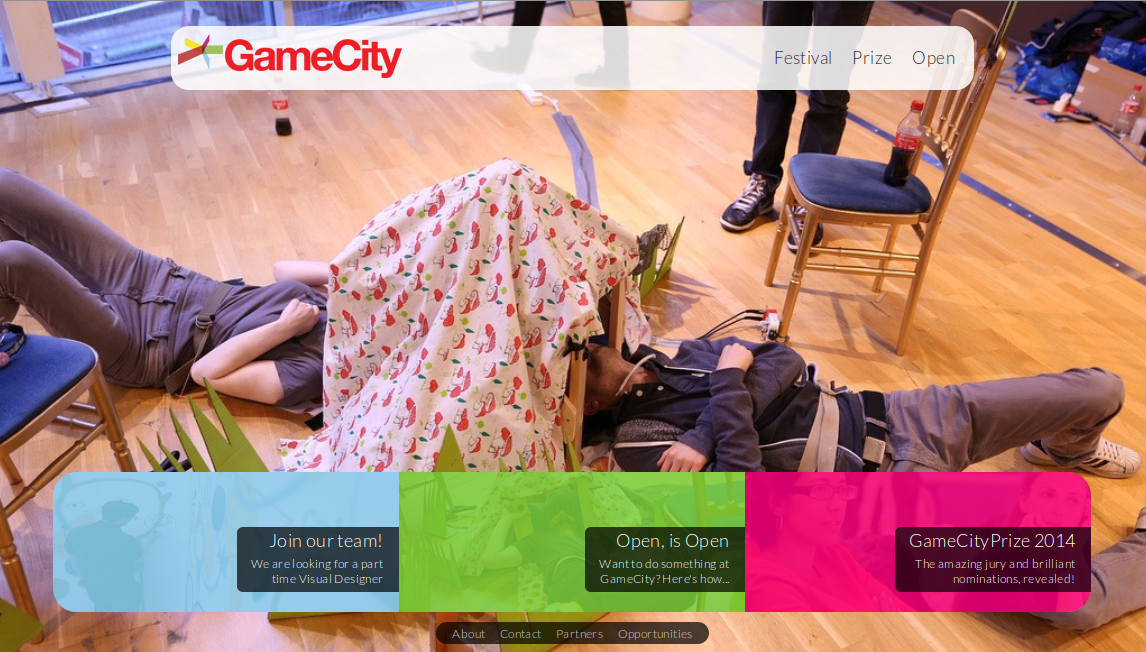 GameCity
Festival Prize Open
Join our team!
We are looking for a part
time Visual Designer
Open, is Open
Want to do something at
GameCity? Here's how...
GameCityPrize 2014
The amazing jury and brilliant
nominations, revealed!
About Contact Partners Opportunities